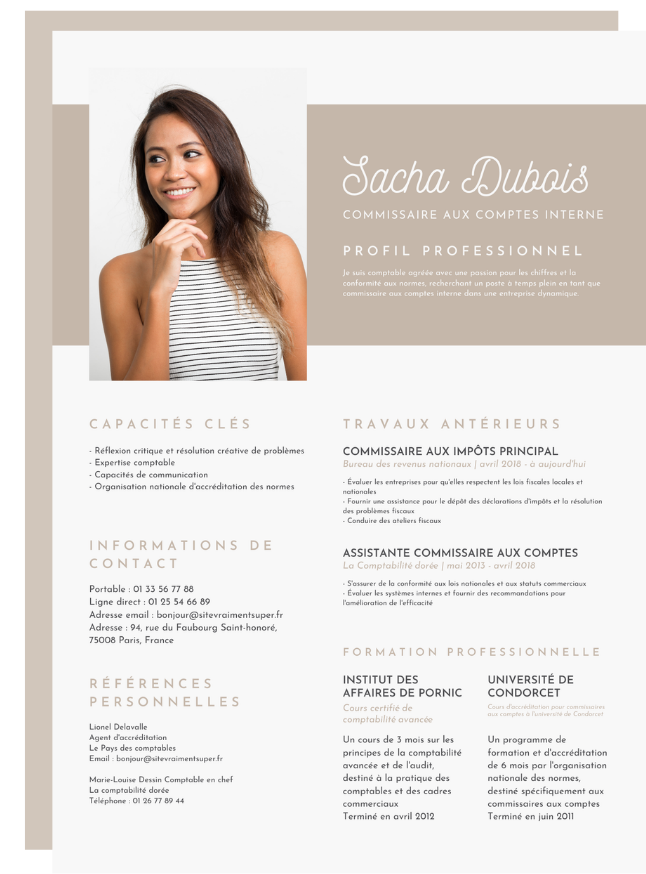 Sacha Dubois
COMMISSAIRE AUX COMPTES INTERNE
PROFIL PROFESSIONNEL
Je suis comptable agréée avec une passion pour les chiffres et la
conformité aux normes, recherchant un poste à temps plein en tant que
commissaire aux comptes interne dans une entreprise dynamique.
CAPACITÉS CLÉS
- Réflexion critique et résolution créative de problèmes
- Expertise comptable
- Capacités de communication
- Organisation nationale d'accréditation des normes
INFORMATIONS DE
CONTACT
Portable : 01 33 56 77 88
Ligne direct : 01 25 54 66 89
Adresse email : bonjour@sitevraimentsuper.fr
Adresse : 94, rue du Faubourg Saint-honoré,
75008 Paris, France
RÉFÉRENCES
PERSONNELLES
Lionel Delavalle
Agent d'accréditation
Le Pays des comptables
Email : bonjour@sitevraimentsuper.fr
Marie-Louise Dessin Comptable en chef
La comptabilité dorée
Téléphone : 01 26 77 89 44
TRAVAUX ANTÉRIEURS
COMMISSAIRE AUX IMPÔTS PRINCIPAL
Bureau des revenus nationaux | avril 2018 - à aujourd'hui
- Évaluer les entreprises pour qu'elles respectent les lois fiscales locales et
nationales
- Fournir une assistance pour le dépôt des déclarations d'impôts et la résolution
des problèmes fiscaux
- Conduire des ateliers fiscaux
ASSISTANTE COMMISSAIRE AUX COMPTES
La Comptabilité dorée | mai 2013 - avril 2018
- S'assurer de la conformité aux lois nationales et aux statuts commerciaux
- Évaluer les systèmes internes et fournir des recommandations pour
l'amélioration de l'efficacité
FORMATION PROFESSIONNELLE
INSTITUT DES
AFFAIRES DE PORNIC
Cours certifié de
comptabilité avancée
Un cours de 3 mois sur les
principes de la comptabilité
avancée et de l'audit,
destiné à la pratique des
comptables et des cadres
commerciaux
Terminé en avril 2012
UNIVERSITÉ DE
CONDORCET
Cours d'accréditation pour commissaires
aux comptes à l'université de Condorcet
Un programme de
formation et d'accréditation
de 6 mois par l'organisation
nationale des normes,
destiné spécifiquement aux
commissaires aux comptes
Terminé en juin 2011